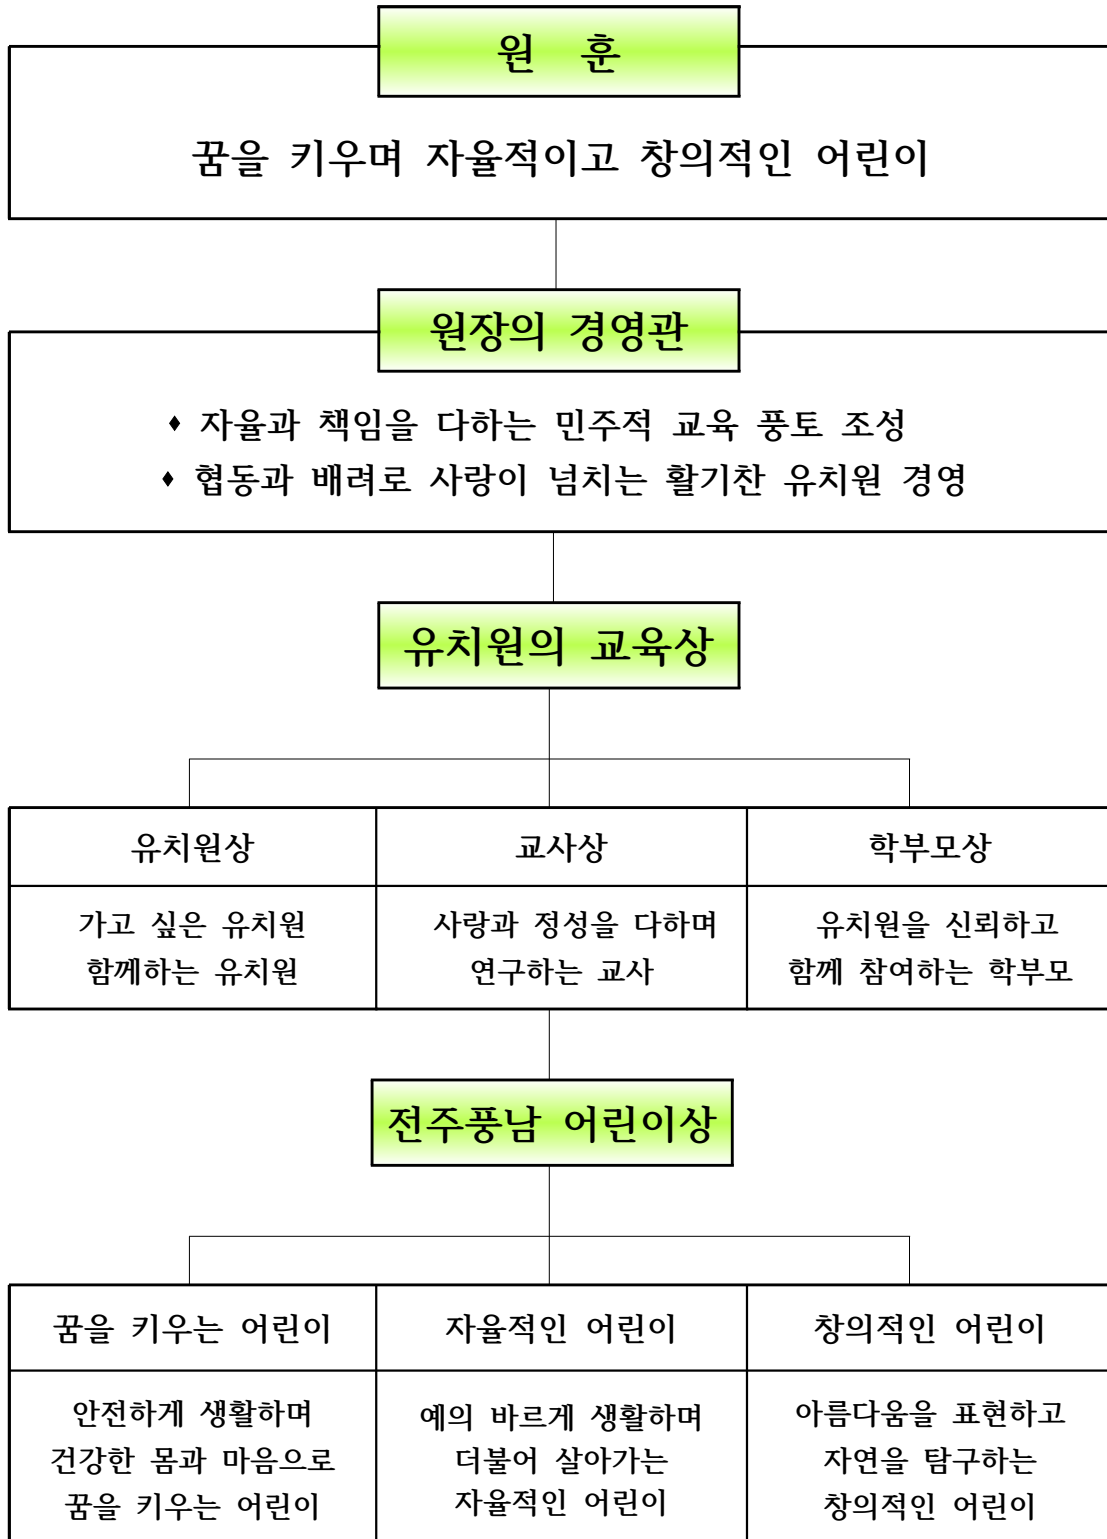 원 훈
꿈을 키우며 자율적이고 창의적인 어린이
원장의 경영관
♦ 자율과 책임을 다하는 민주적 교육 풍토 조성
♦ 협동과 배려로 사랑이 넘치는 활기찬 유치원 경영
유치원의 교육상
유치원상
가고 싶은 유치원
함께하는 유치원
교사상
사랑과 정성을 다하며
연구하는 교사
학부모상
유치원을 신뢰하고
함께 참여하는 학부모
전주풍남 어린이상
꿈을 키우는 어린이
안전하게 생활하며
건강한 몸과 마음으로
꿈을 키우는 어린이
자율적인 어린이
예의 바르게 생활하며
더불어 살아가는
자율적인 어린이
창의적인 어린이
아름다움을 표현하고
자연을 탐구하는
창의적인 어린이